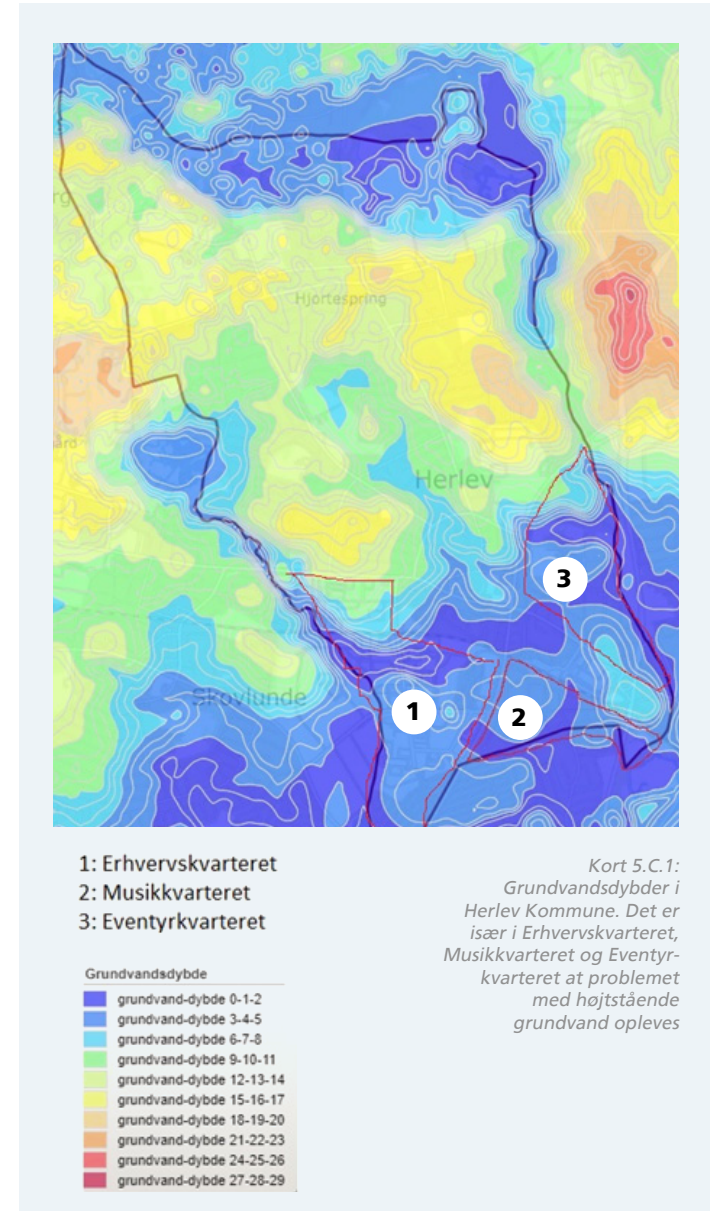 Hjortespring
Herlev
Skovlunde
3
1
2
1: Erhvervskvarteret
2: Musikkvarteret
3: Eventyrkvarteret
Kort 5.C.1:
Grundvandsdybder i
Herlev Kommune. Det er
især i Erhvervskvarteret,
Musikkvarteret og Eventyr-
kvarteret at problemet
med højtstående
grundvand opleves
Grundvandsdybde
grundvand-dybde 0-1-2
grundvand-dybde 3-4-5
grundvand-dybde 6-7-8
grundvand-dybde 9-10-11
grundvand-dybde 12-13-14
grundvand-dybde 15-16-17
grundvand-dybde 18-19-20
grundvand-dybde 21-22-23
grundvand-dybde 24-25-26
grundvand-dybde 27-28-29